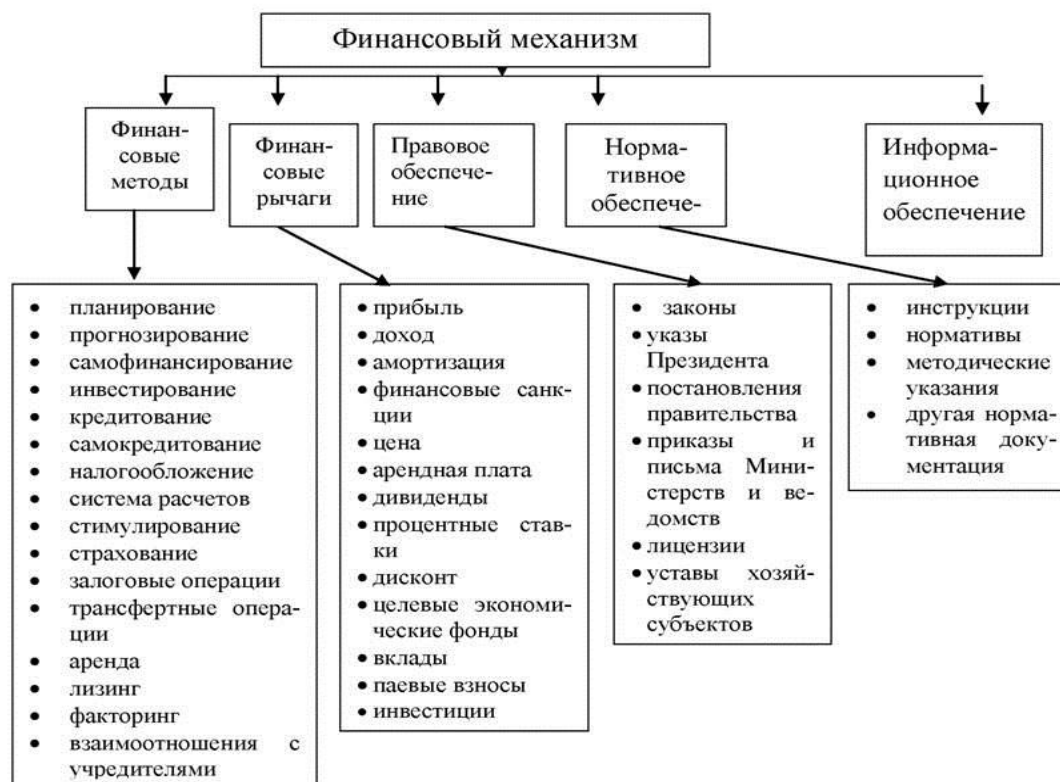 Финансовый механизм
Финан-
совые
методы
Финан-
совые
рычаги
Правовое
обеспече-
ние
Норма-
тивное
обеспече-
Информа-
ционное
обеспечение
• планирование
• прогнозирование
• самофинансирование
• инвестирование
• кредитование
• самокредитование
• налогообложение
• система расчетов
• стимулирование
• страхование
• залоговые операции
• трансфертные опера-
ции
• аренда
• лизинг
• факторинг
• взаимоотношения с
учредителями
• прибыль
• доход
• амортизация
• финансовые санк-
ции
• цена
• арендная плата
• дивиденды
• процентные став-
ки
• дисконт
• целевые экономи-
ческие фонды
• вклады
• паевые взносы
• инвестиции
• законы
• указы
Президента
• постановления
правительства
• приказы и
письма Мини-
стерств и ве-
домств
• лицензии
• уставы хозяй-
ствующих
субъектов
• инструкции
• нормативы
• методические
указания
• другая норма-
тивная доку-
ментация